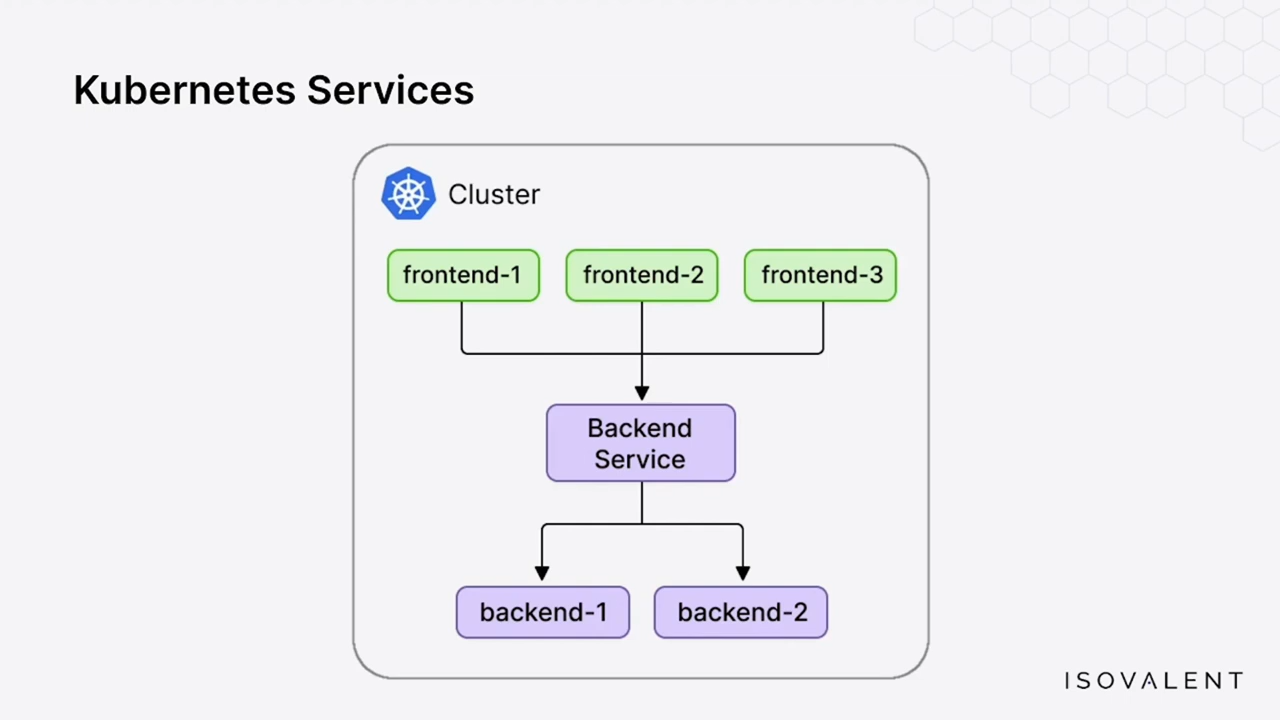 Kubernetes Services
Cluster
frontend-1
frontend-2
frontend-3
Backend
Service
backend-1
backend-2
ISOVALENT